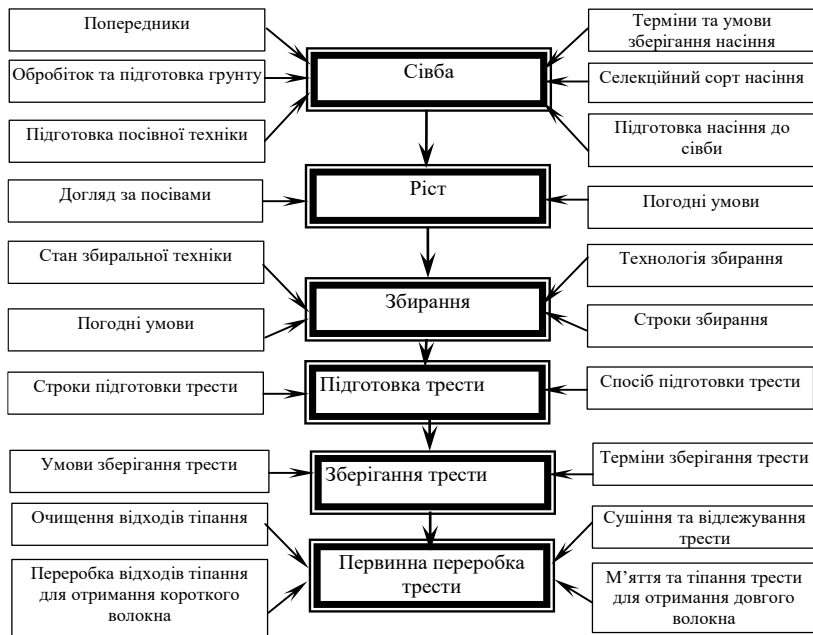 Попередники
Обробіток та підготовка грунту
Підготовка посівної техніки
Сівба
Терміни та умови
зберігання насіння
Селекційний сорт насіння
Підготовка насіння до
сівби
Догляд за посівами
Ріст
Погодні умови
Стан збиральної техніки
Погодні умови
Збирання
Технологія збирання
Строки збирання
Строки підготовки трести
Підготовка трести
Спосіб підготовки трести
Умови зберігання трести
Зберігання трести
Терміни зберігання трести
Очищення відходів тіпання
Переробка відходів тіпання
для отримання короткого
волокна
Первинна переробка
трести
Сушіння та відлежування
трести
М’яття та тіпання трести
для отримання довгого
волокна